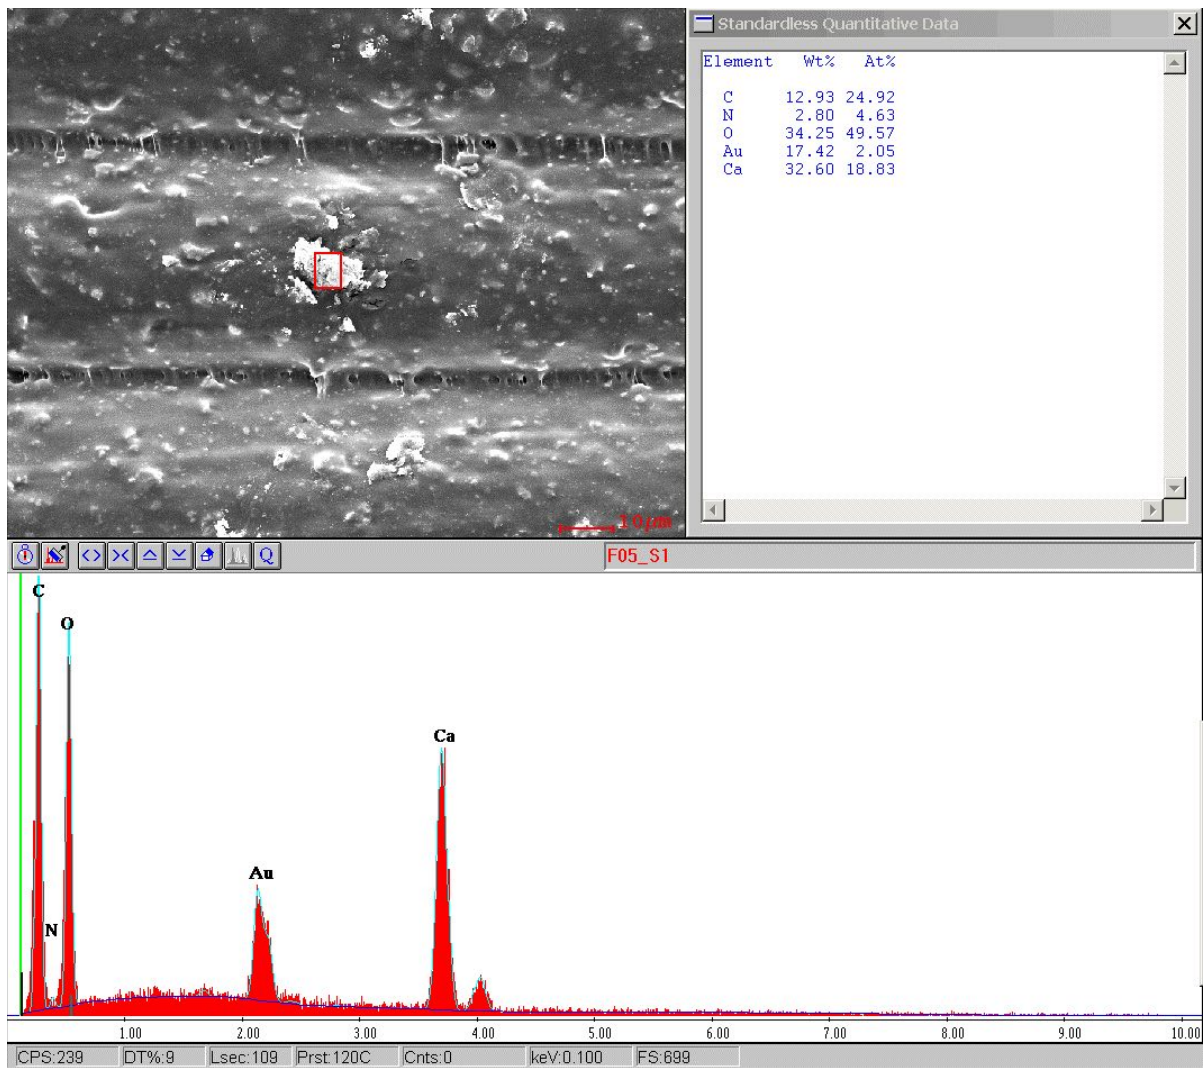 Standardless Quantitative Data
Element Wt% At%
C 12.93 24.92
N 2.80 4.63
O 34.25 49.57
Au 17.42 2.05
Ca 32.60 18.83
10 µm
Q
F05_S1
C
O
N
Au
Ca
1.00 2.00 3.00 4.00 5.00 6.00 7.00 8.00 9.00 10.00
CPS:239 DT%:9 Lsec:109 Prst:120C Cnts:0 keV:0.100 FS:699